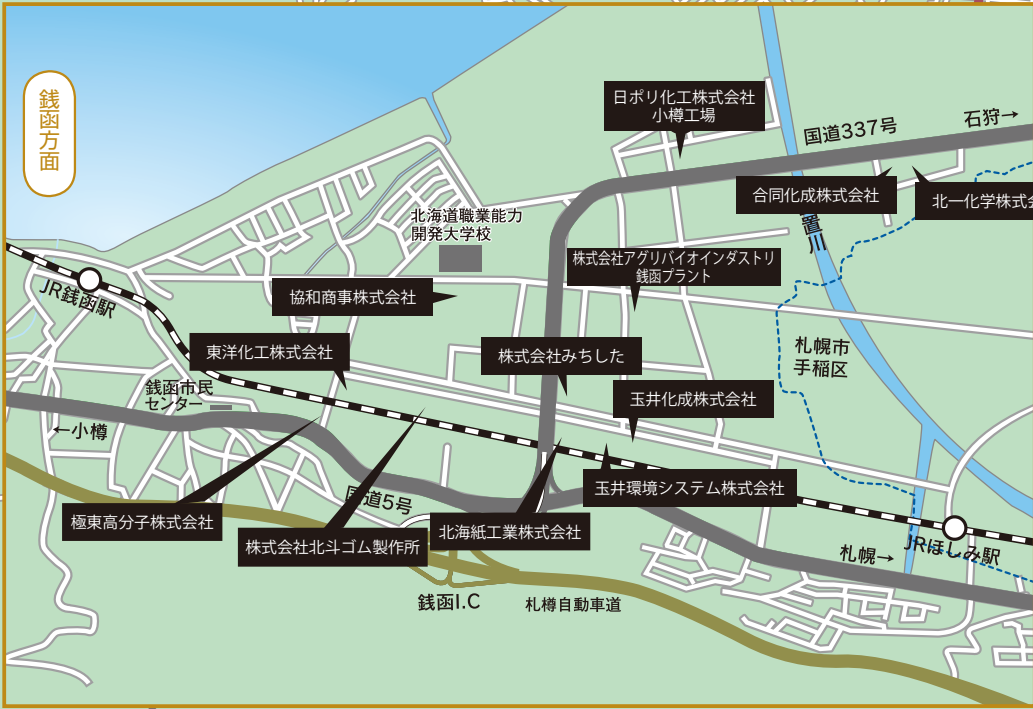 銭函方面
日ポリ化工株式会社
小樽工場
国道337号
石狩→
合同化成株式会社
北一化学株式会
置川
北海道職業能力
開発大学校
株式会社アグリバイオインダストリ
銭函プラント
JR銭函駅
協和商事株式会社
東洋化工株式会社
株式会社みちした
札幌市
手稲区
銭函市民
センター
玉井化成株式会社
←小樽
玉井環境システム株式会社
国道5号
極東高分子株式会社
株式会社北斗ゴム製作所
北海紙工業株式会社
札幌→
JRほしみ駅
銭函I.C
札樽自動車道